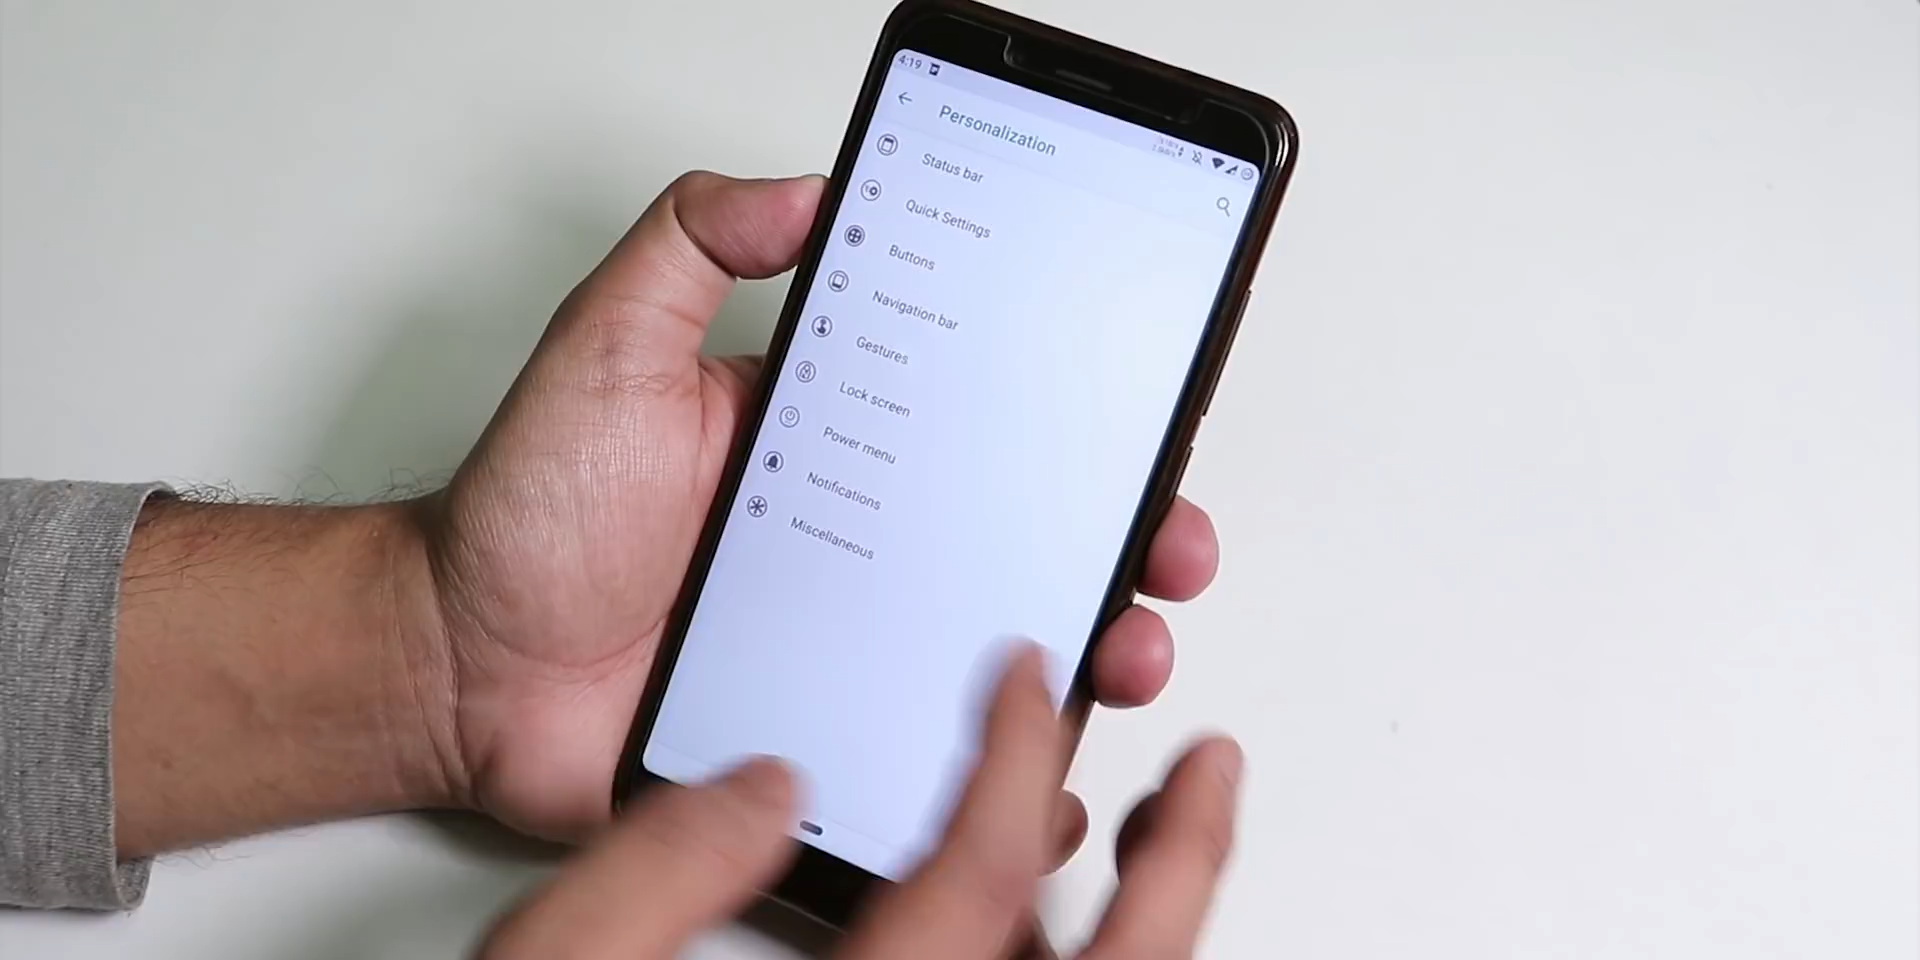 4:19
Personalization
Status bar
Quick Settings
Buttons
Navigation bar
Gestures
Lock screen
Power menu
Notifications
Miscellaneous